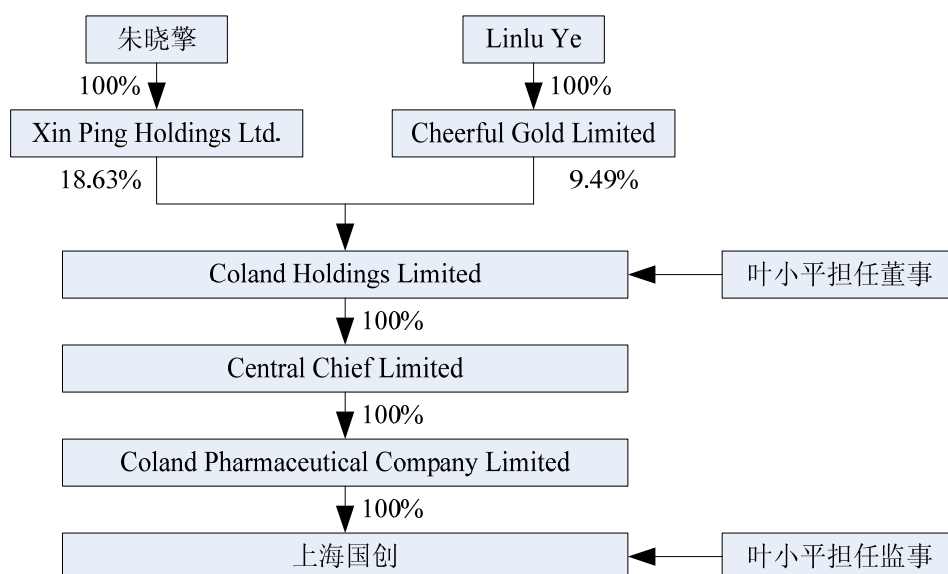 朱晓擎
Linlu Ye
100%
100%
Xin Ping Holdings Ltd.
Cheerful Gold Limited
18.63%
9.49%
Coland Holdings Limited
叶小平担任董事
100%
Central Chief Limited
100%
Coland Pharmaceutical Company Limited
100%
上海国创
叶小平担任监事